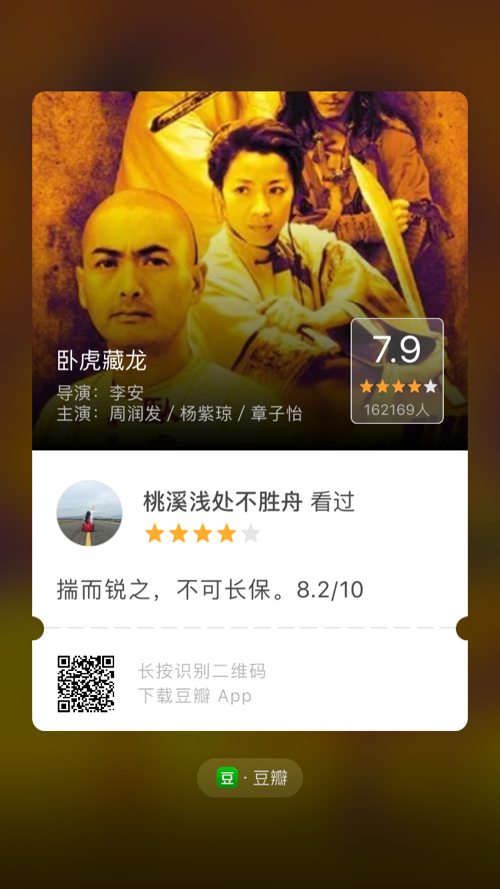 卧虎藏龙
导演：李安
主演：周润发 / 杨紫琼 / 章子怡
7.9
162169人
桃溪浅处不胜舟 看过
揣而锐之，不可长保。8.2/10
长按识别二维码
下载豆瓣 App
豆 · 豆瓣